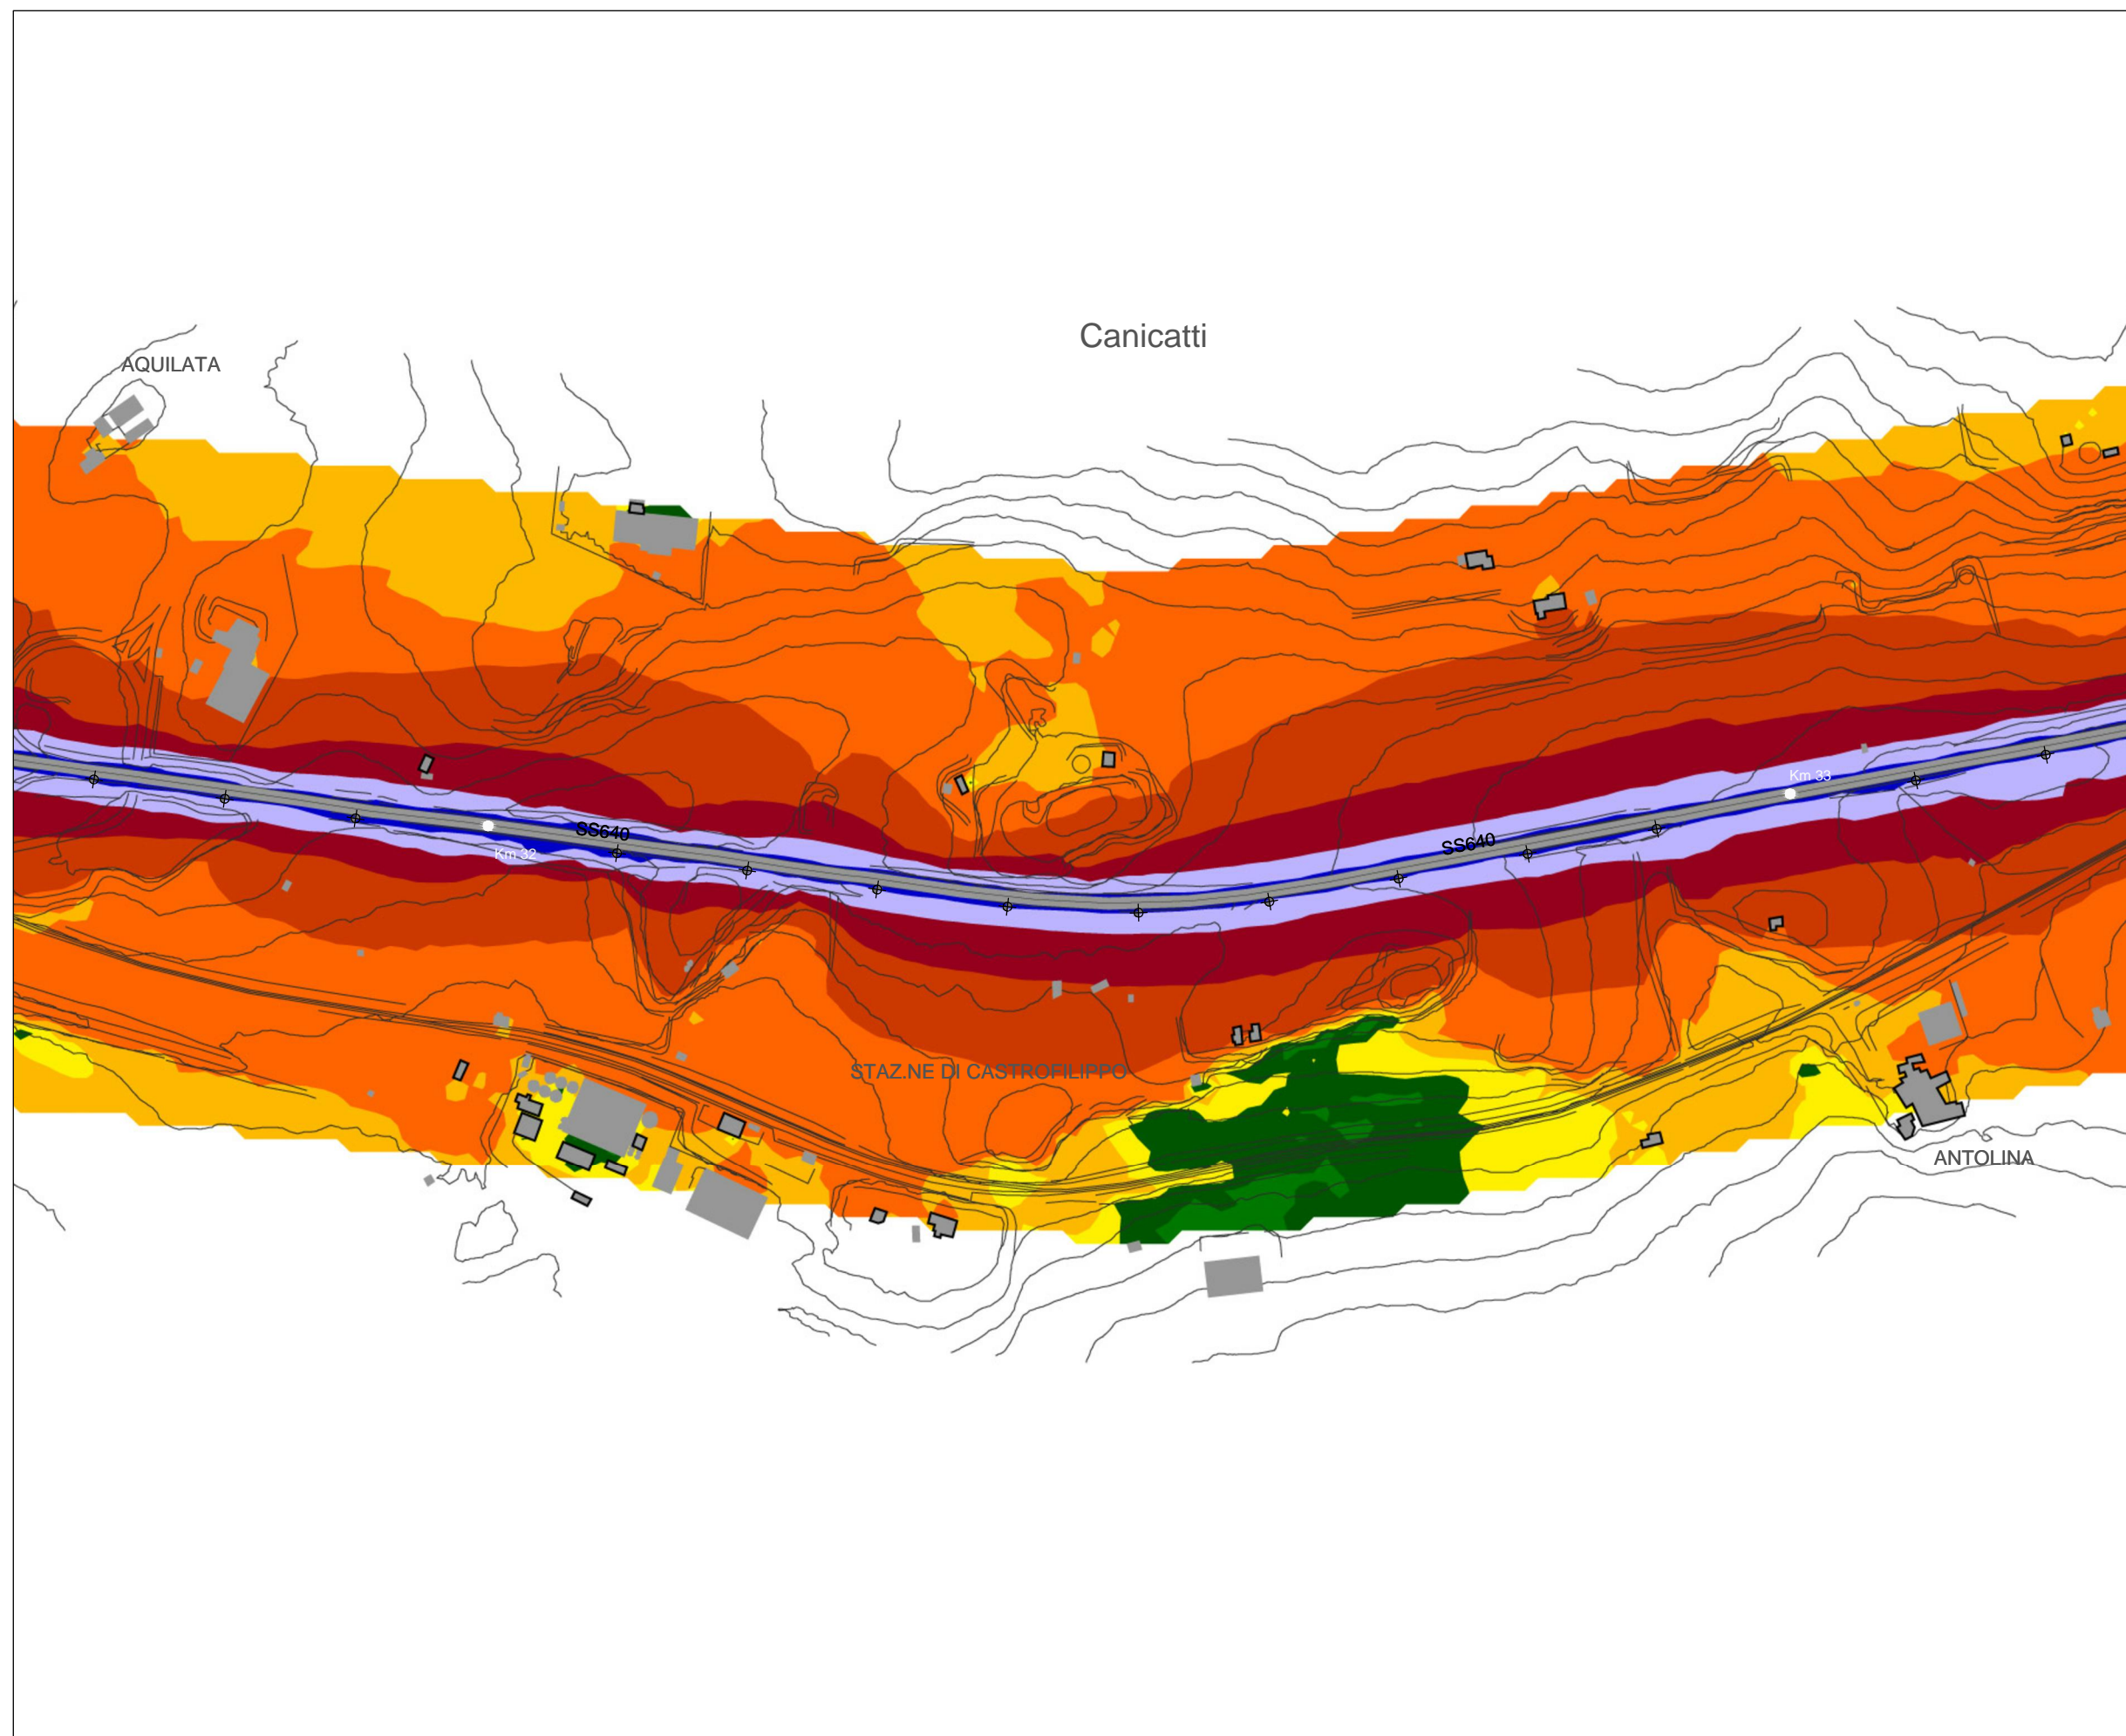 Canicatti
AQUILATA
Km 33
SS640
SS640
Km 32
STAZ.NE DI CASTROFILIPPO
ANTOLINA